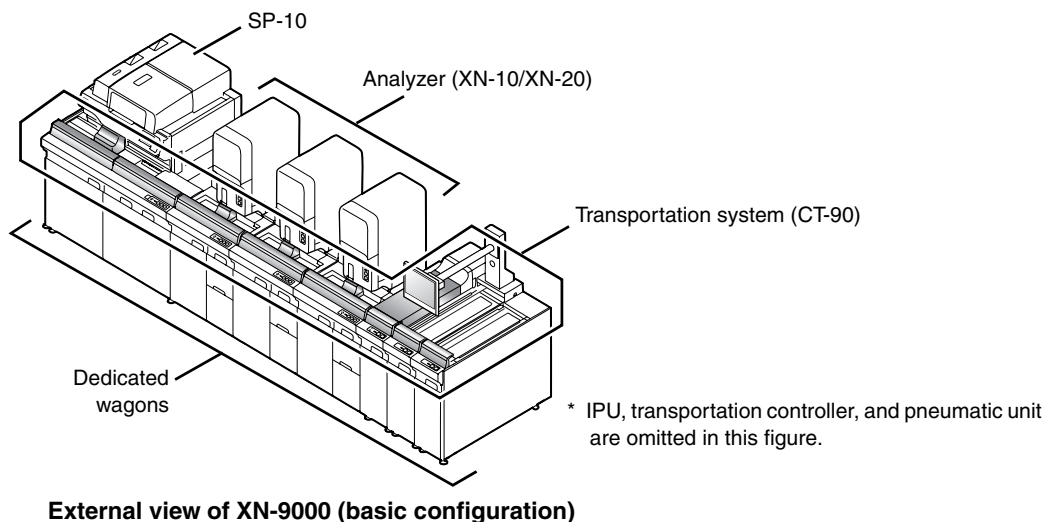 SP-10
Analyzer (XN-10/XN-20)
Transportation system (CT-90)
Dedicated
wagons
* IPU, transportation controller, and pneumatic unit
are omitted in this figure.
External view of XN-9000 (basic configuration)